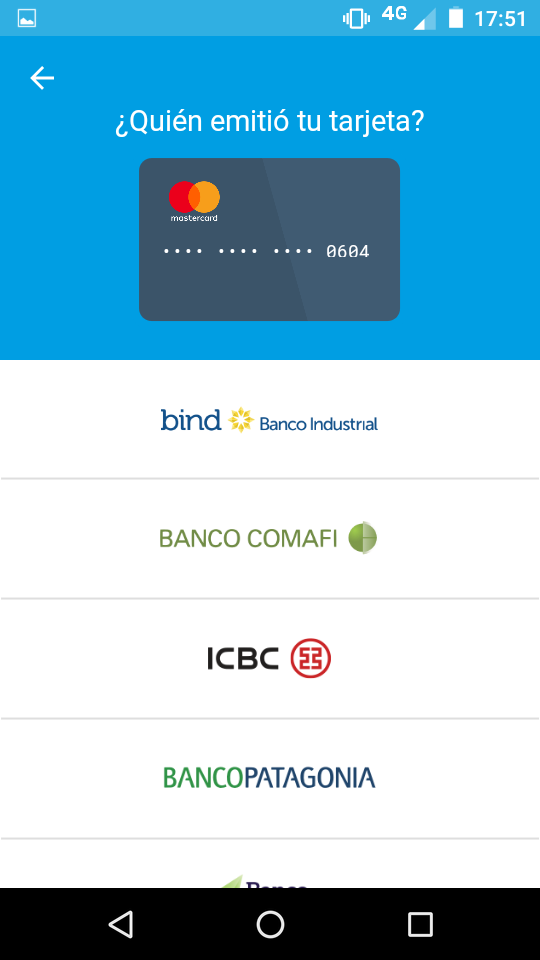 4G 17:51
¿Quién emitió tu tarjeta?
mastercard
•••• •••• •••• 0604
bind Banco Industrial
BANCO COMAFI
ICBC
BANCOPATAGONIA